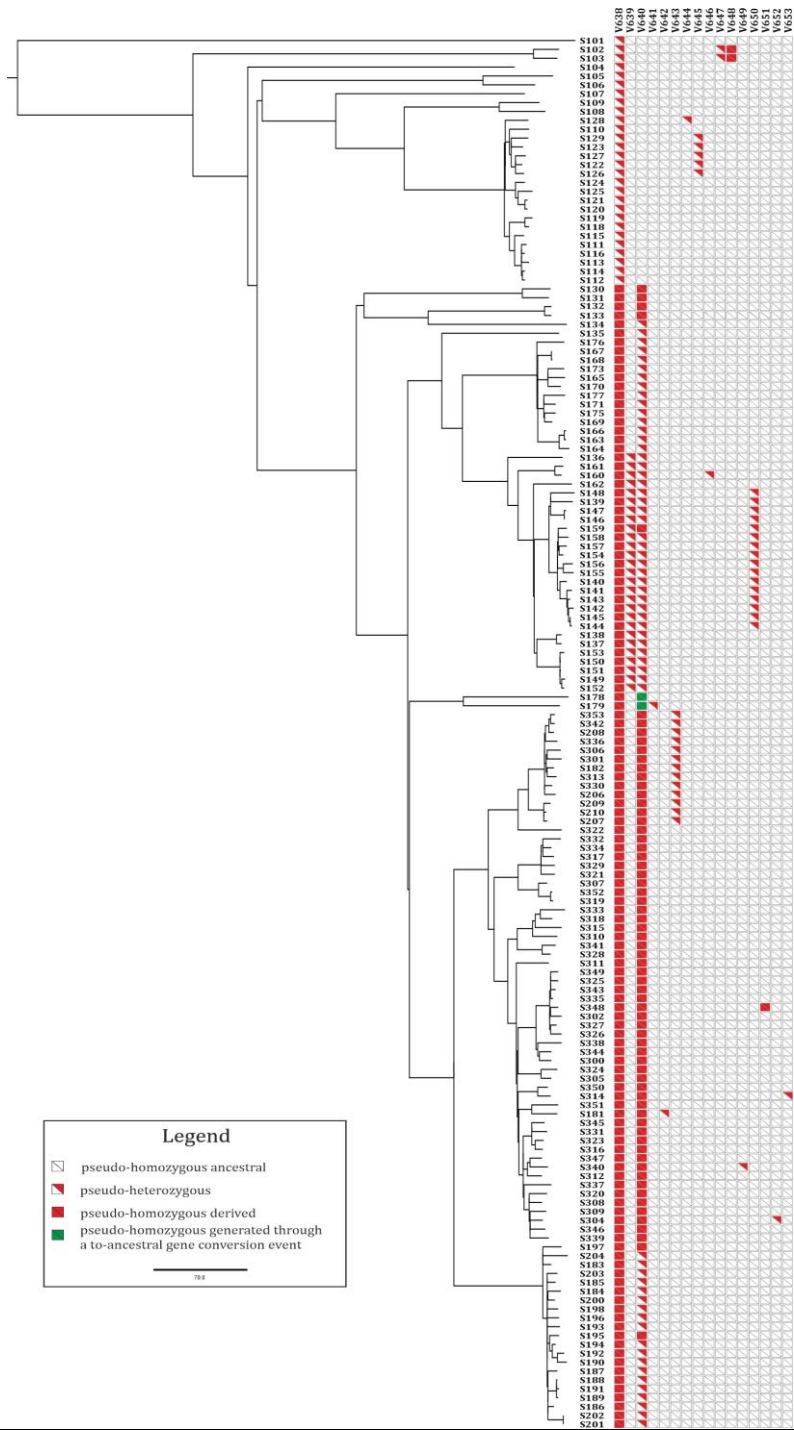 V638
V639
V640
V641
V642
V643
V644
V645
V646
V647
V648
V649
V650
V651
V652
V653
S101
S102
S103
S104
S105
S106
S107
S109
S108
S128
S110
S129
S123
S127
S122
S126
S124
S125
S121
S120
S119
S118
S115
S111
S116
S113
S114
S112
S130
S131
S132
S133
S134
S135
S176
S167
S168
S173
S165
S170
S177
S171
S175
S169
S166
S163
S164
S136
S161
S160
S162
S148
S139
S147
S146
S159
S158
S157
S154
S156
S155
S140
S141
S143
S142
S145
S144
S138
S137
S153
S150
S151
S149
S152
S178
S179
S353
S342
S208
S336
S306
S301
S182
S313
S330
S206
S209
S210
S207
S322
S332
S334
S317
S329
S321
S307
S352
S319
S333
S318
S315
S310
S341
S328
S311
S349
S325
S343
S335
S348
S302
S327
S326
S338
S344
S300
S324
S305
S350
S314
S351
S181
S345
S331
S323
S316
S347
S340
S312
S337
S320
S308
S309
S304
S346
S339
S197
S204
S183
S203
S185
S184
S200
S198
S196
S193
S195
S194
S192
S190
S187
S188
S191
S189
S186
S202
S201
Legend
pseudo-homozygous ancestral
pseudo-heterozygous
pseudo-homozygous derived
pseudo-homozygous generated through
a to-ancestral gene conversion event